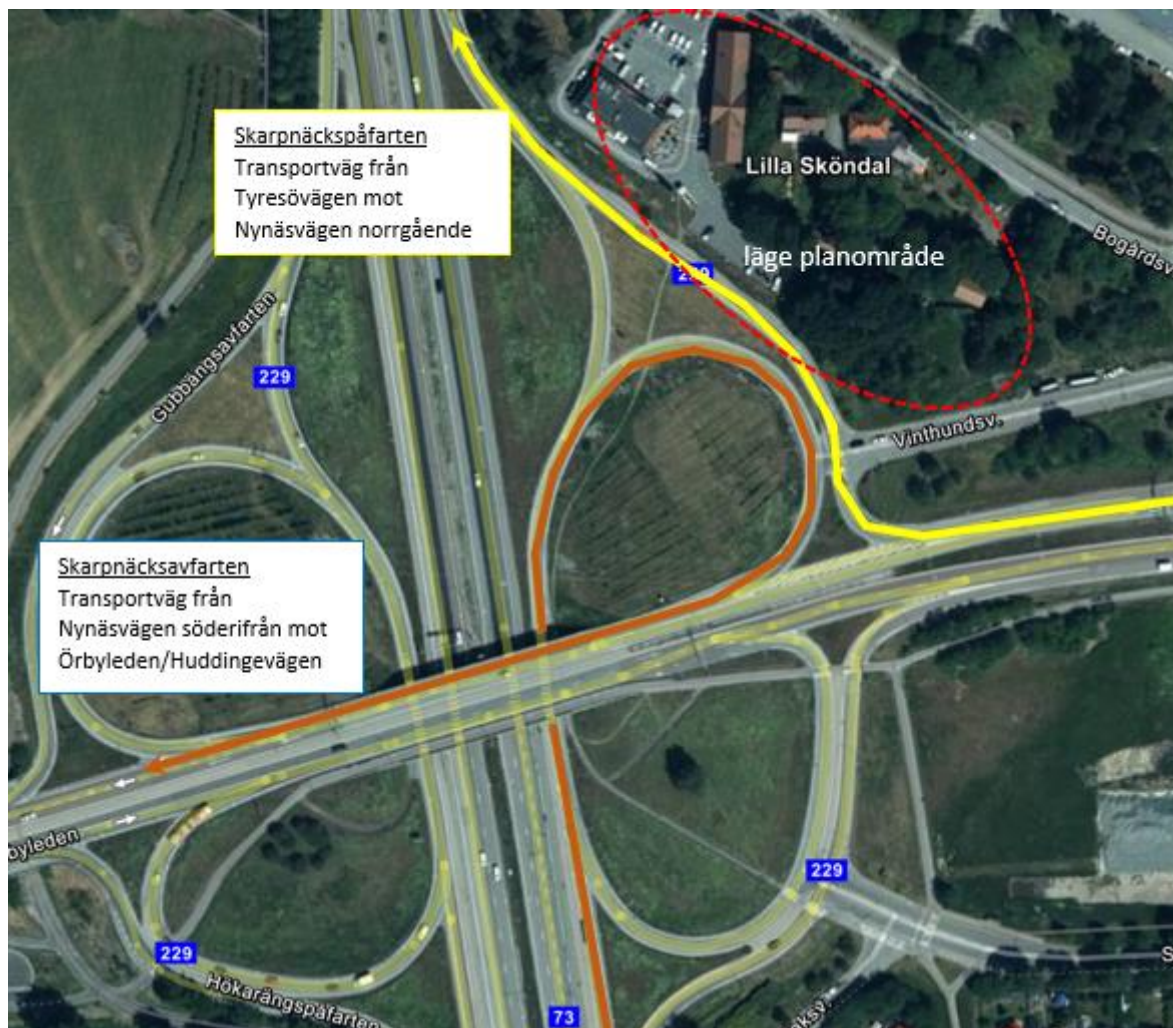 Skarpnäckspåfarten
Transportväg från
Tyresövägen mot
Nynäsvägen norrgående
Lilla Sköndal
Bogårdsv.
läge planområde
229
Gubbängsavfarten
229
Vinthundsv.
Skarpnäcksavfarten
Transportväg från
Nynäsvägen söderifrån mot
Örbyleden/Huddingevägen
byleden
229
229
Hökarängspåfarten
73
ksv.
S